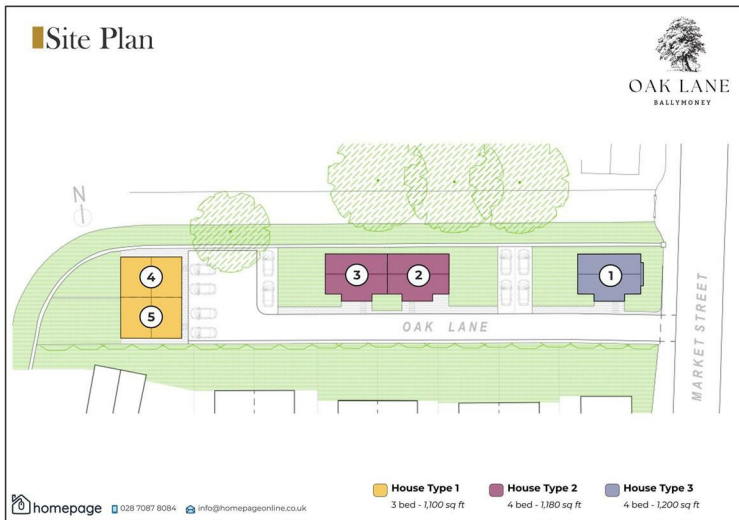 Site Plan
OAK LANE
BALLYMONEY
N
4
5
3
2
1
OAK LANE
MARKET STREET
House Type 1
3 bed - 1,100 sq ft
House Type 2
4 bed - 1,180 sq ft
House Type 3
4 bed - 1,200 sq ft
homepage
028 7087 8084
info@homepageonline.co.uk